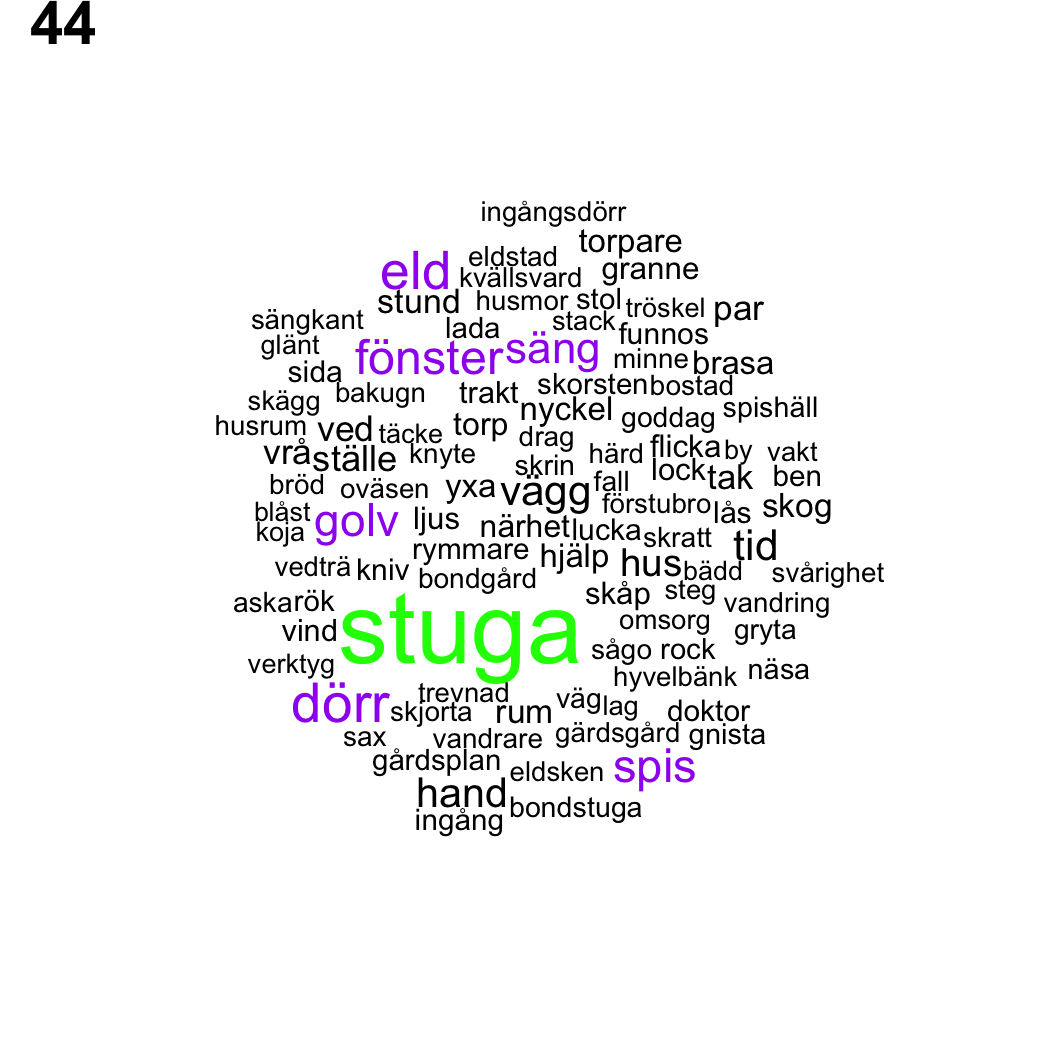 44
ingångsdörr
torpare
eldstad
granne
eld
kvällsvard
stund husmor stol tröskel par
sängkant
lada
stack
funnos
glänt
fönster säng
minne brasa
sida
skorsten bostad
bakugn
trakt
skägg
nyckel
goddag
spishäll
husrum ved täcke torp
drag
flicka by vakt
vrå ställe knyte
skrin
härd
lock tak ben
bröd oväsen yxa vägg fall
förstubro lås skog
blåst
golv ljus närhet lucka
koja
skratt
rymmare hjälp
tid
vedträ kniv bondgård
hus bädd svårighet
aska rök
skåp steg vandring
vind stuga
omsorg gryta
verktyg
sågo rock
hyvelbänk näsa
trevnad
dörr skjorta rum väg lag doktor
sax vandrare gärdsgård gnista
gårdsplan eldsken spis
hand
bondstuga
ingång